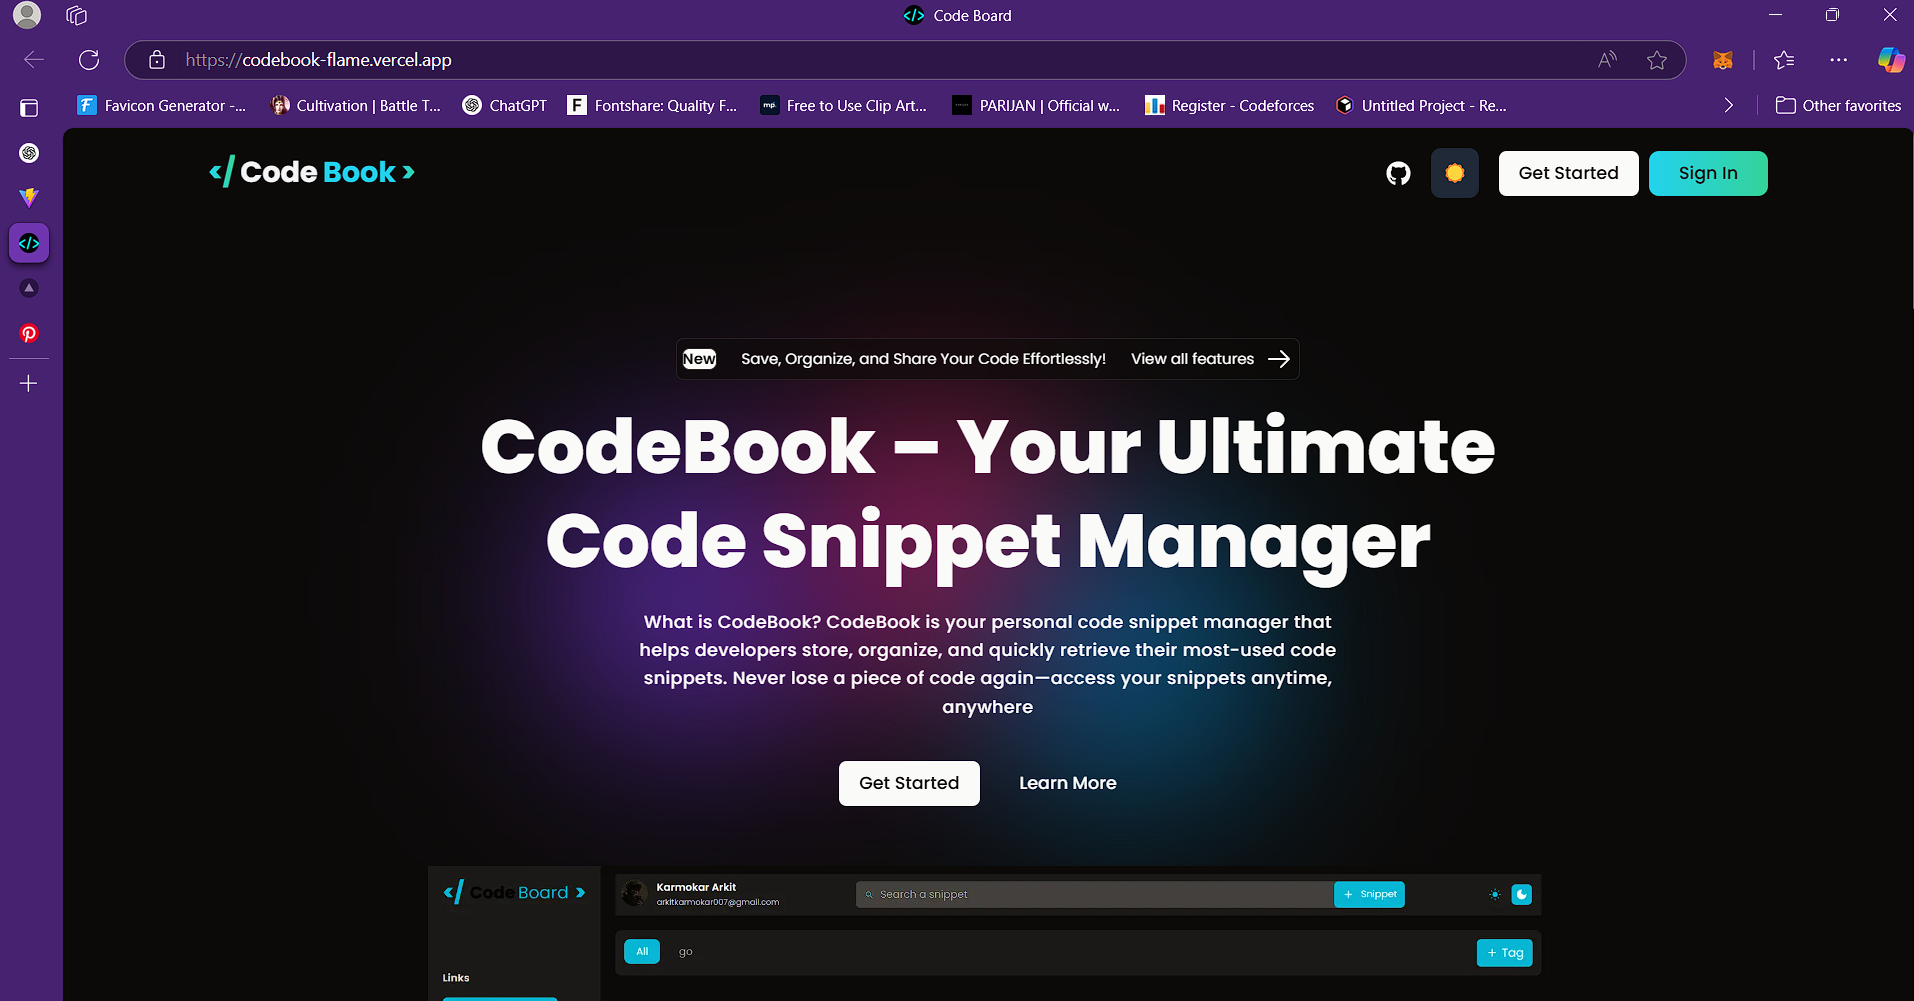 Code Board
https://codebook-flame.vercel.app
Favicon Generator -...
Cultivation | Battle T...
ChatGPT
F
Fontshare: Quality F...
mp.
Free to Use Clip Art...
PARIJAN | Official w...
Register - Codeforces
Untitled Project - Re...
Other favorites
</ Code Book >
Get Started
Sign In
New
Save, Organize, and Share Your Code Effortlessly!
View all features
CodeBook – Your Ultimate
Code Snippet Manager
What is CodeBook? CodeBook is your personal code snippet manager that
helps developers store, organize, and quickly retrieve their most-used code
snippets. Never lose a piece of code again—access your snippets anytime,
anywhere
Get Started
Learn More
</ Code Board >
Karmokar Arkit
arkitkarmokar007@gmail.com
Search a snippet
+ Snippet
All
go
+ Tag
Links